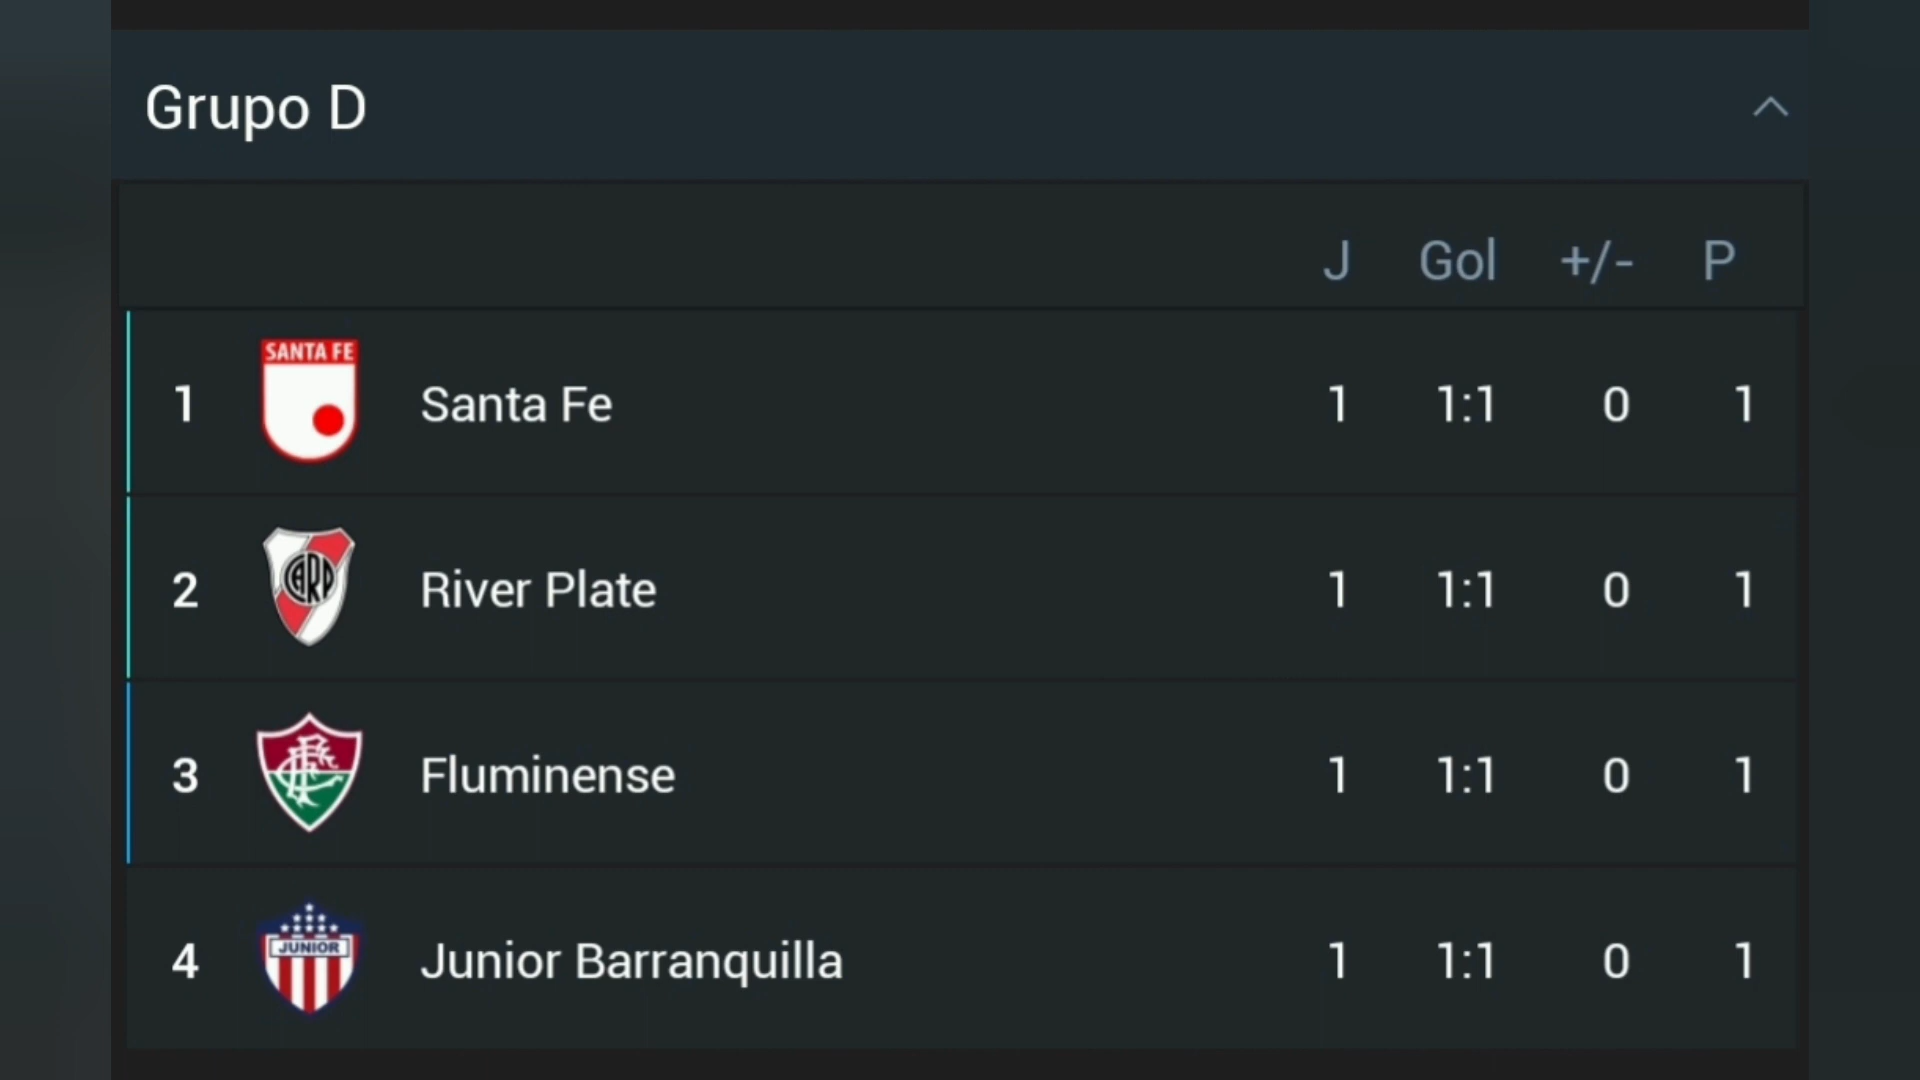 Grupo D
J Gol +/- P
1 SANTA FE Santa Fe 1 1:1 0 1
2 CARP River Plate 1 1:1 0 1
3 FFC Fluminense 1 1:1 0 1
4 JUNIOR Junior Barranquilla 1 1:1 0 1